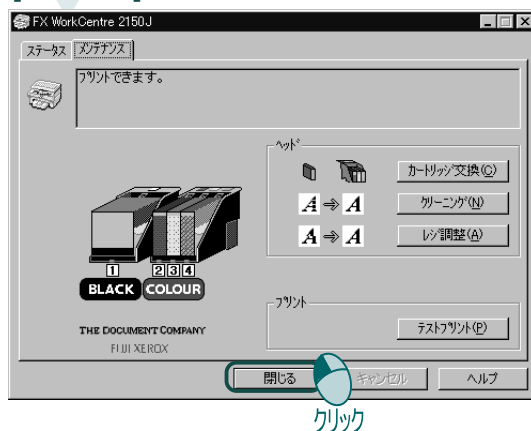 FX WorkCentre 2150J
ステータス メンテナンス
プリントできます。
ヘッド
カートリッジ交換(C)
A ⇒ A クリーニング(N)
A ⇒ A レジ調整(A)
1 2 3 4
BLACK COLOUR
プリント
THE DOCUMENT COMPANY
FUJI XEROX
テストプリント(P)
閉じる キャンセル ヘルプ
クリック